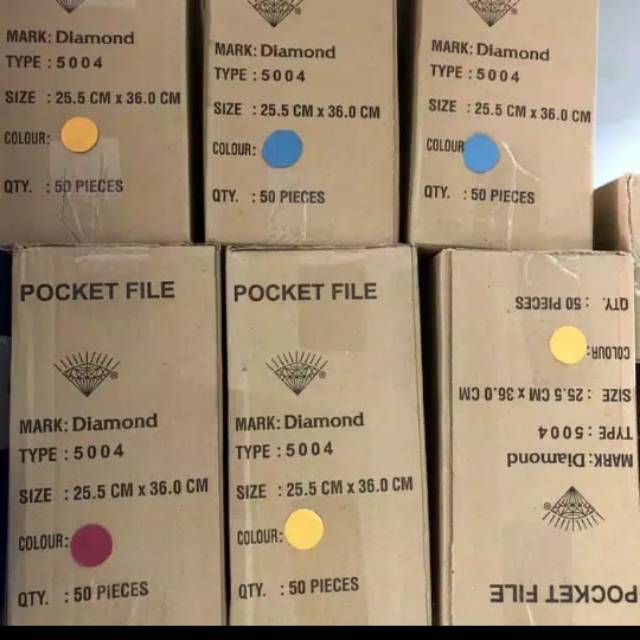 MARK: Diamond
TYPE : 5004
SIZE : 25.5 CM x 36.0 CM
COLOUR:
QTY. : 50 PIECES
MARK: Diamond
TYPE : 5004
SIZE : 25.5 CM x 36.0 CM
COLOUR:
QTY. : 50 PIECES
MARK: Diamond
TYPE : 5004
SIZE : 25.5 CM x 36.0 CM
COLOUR
QTY. : 50 PIECES
POCKET FILE
®
MARK: Diamond
TYPE : 5004
SIZE : 25.5 CM x 36.0 CM
COLOUR:
QTY. : 50 PIECES
POCKET FILE
®
MARK: Diamond
TYPE : 5004
SIZE : 25.5 CM x 36.0 CM
COLOUR:
QTY. : 50 PIECES
POCKET FILE
®
MARK: Diamond
TYPE : 5004
SIZE : 25.5 CM x 36.0 CM
COLOUR:
QTY. : 50 PIECES